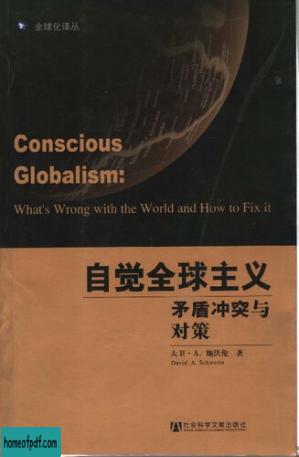 全球化译丛
Conscious
Globalism:
What's Wrong with the World and How to Fix it
自觉全球主义
矛盾冲突与
对策
大卫·A. 施沃伦 著
David A. Schwerin
社会科学文献出版社
homeofpdf.com